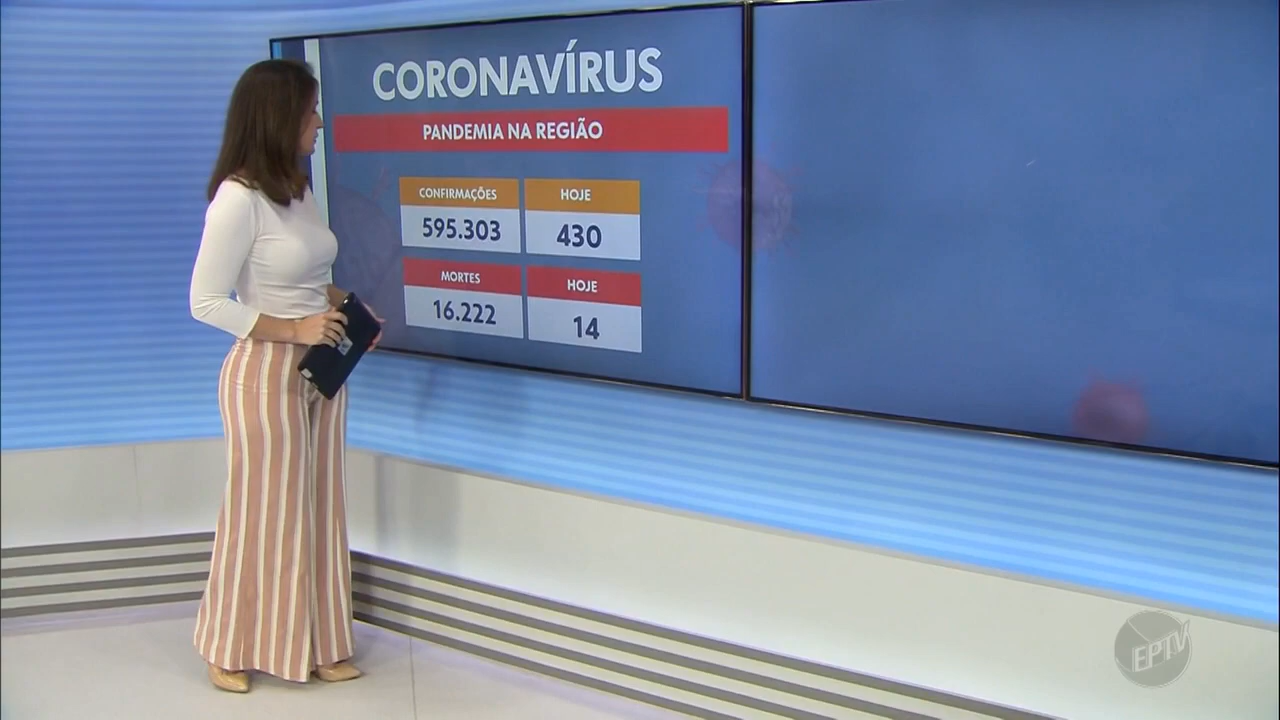 CORONAVÍRUS
PANDEMIA NA REGIÃO
CONFIRMAÇÕES
HOJE
595.303
430
MORTES
HOJE
16.222
14
EPTV